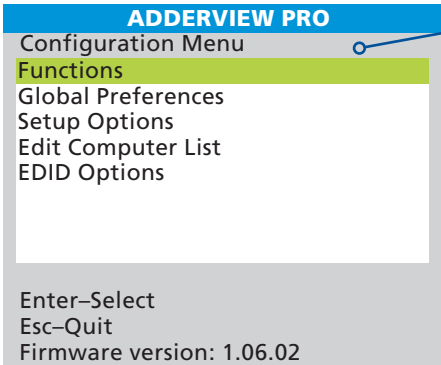 ADDERVIEW PRO
Configuration Menu
Functions
Global Preferences
Setup Options
Edit Computer List
EDID Options
Enter–Select
Esc–Quit
Firmware version: 1.06.02